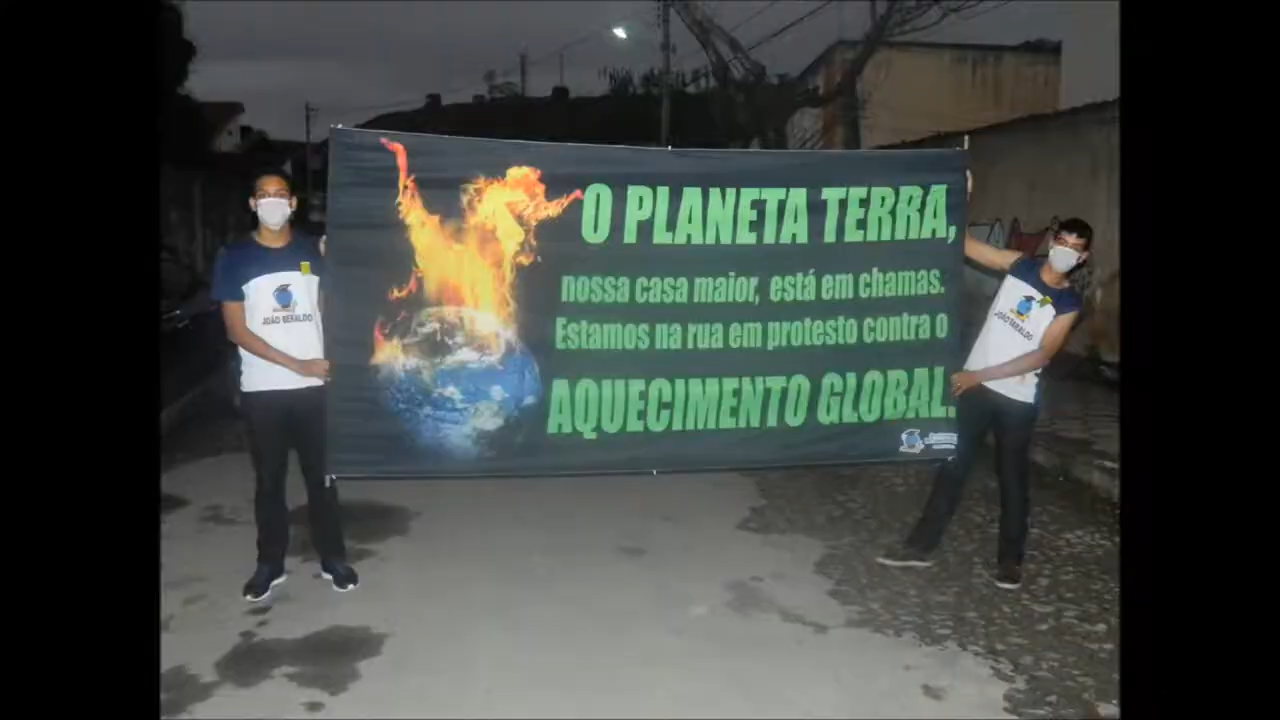 O PLANETA TERRA,
nossa casa maior, está em chamas.
Estamos na rua em protesto contra o
AQUECIMENTO GLOBAL.
JOÃO BERALDO
JOÃO BERALDO